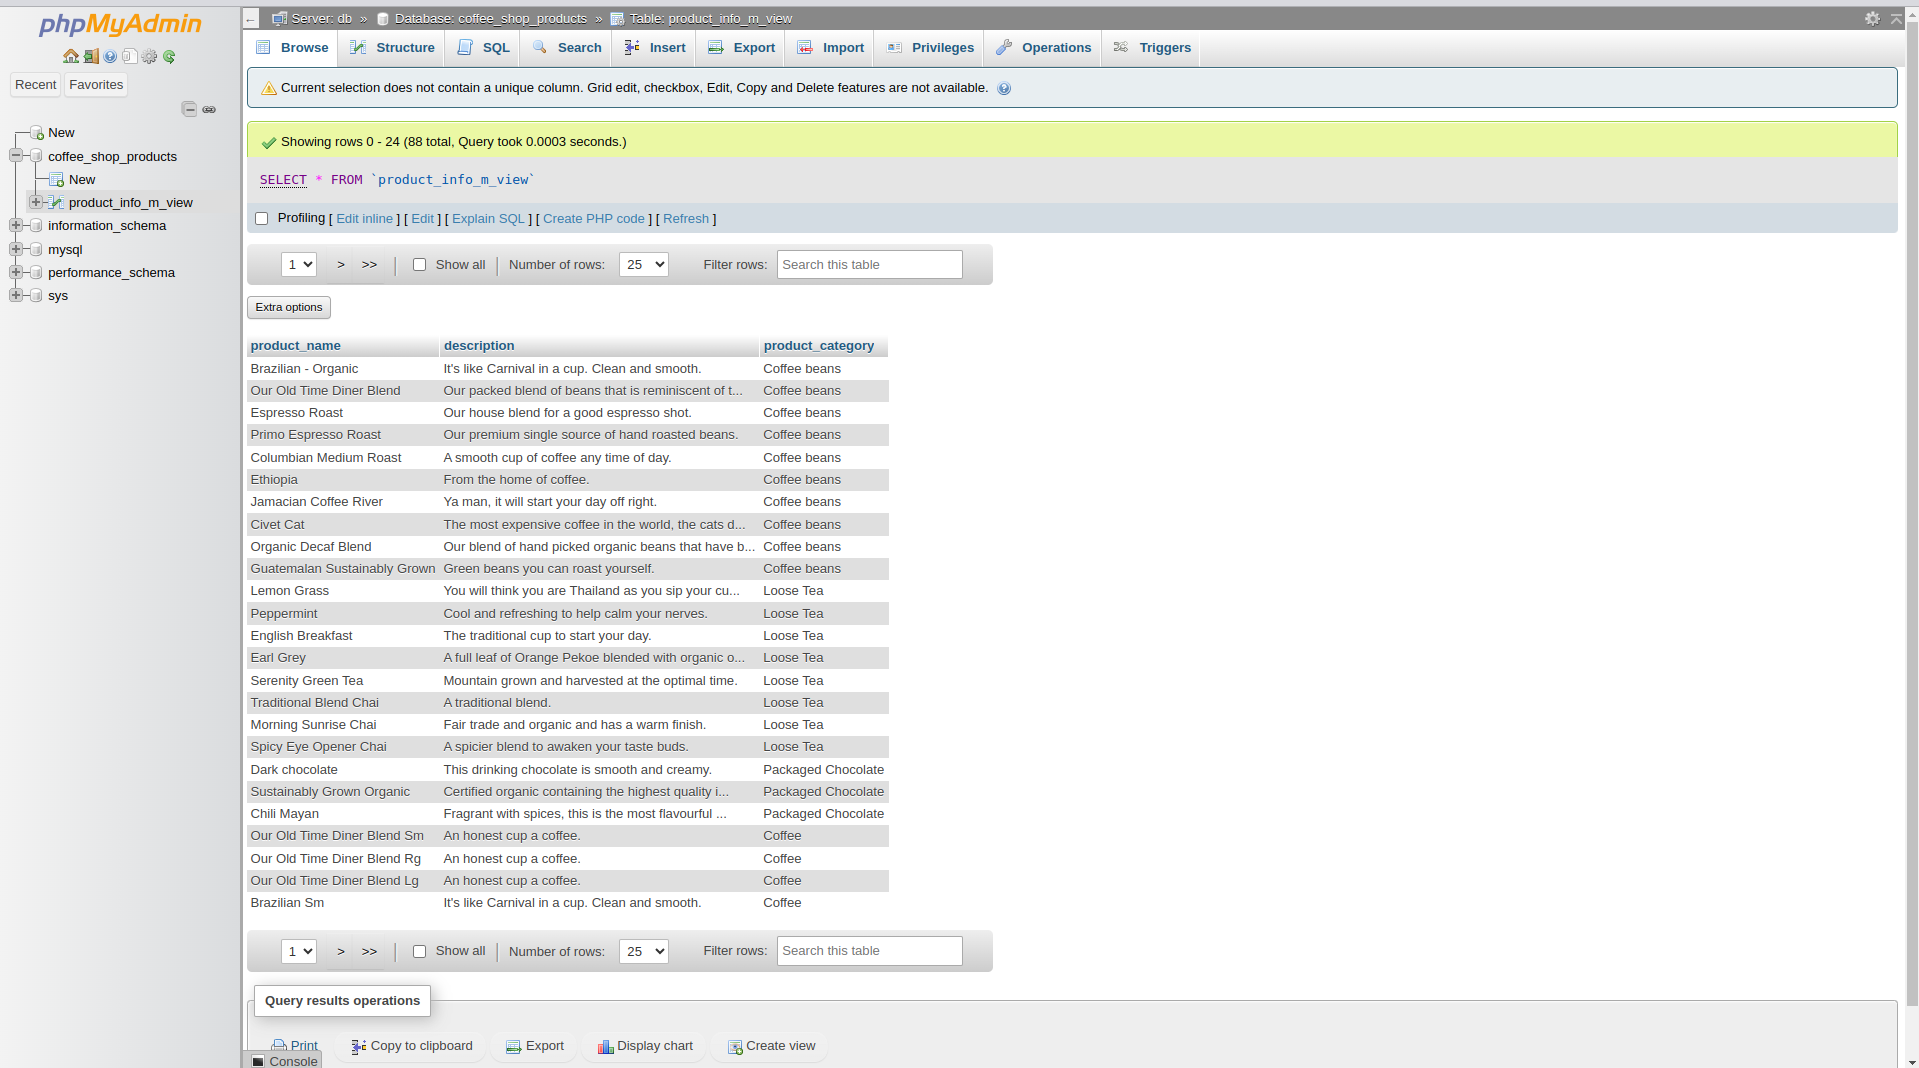 phpMyAdmin
Recent Favorites
New
coffee_shop_products
New
product_info_m_view
information_schema
mysql
performance_schema
sys
← Server: db » Database: coffee_shop_products » Table: product_info_m_view
Browse Structure SQL Search Insert Export Import Privileges Operations Triggers
Current selection does not contain a unique column. Grid edit, checkbox, Edit, Copy and Delete features are not available.
Showing rows 0 - 24 (88 total, Query took 0.0003 seconds.)
SELECT * FROM `product_info_m_view`
Profiling [ Edit inline ] [ Edit ] [ Explain SQL ] [ Create PHP code ] [ Refresh ]
1 > >> | Show all | Number of rows: 25 Filter rows: Search this table
Extra options
product_name description product_category
Brazilian - Organic It's like Carnival in a cup. Clean and smooth. Coffee beans
Our Old Time Diner Blend Our packed blend of beans that is reminiscent of t... Coffee beans
Espresso Roast Our house blend for a good espresso shot. Coffee beans
Primo Espresso Roast Our premium single source of hand roasted beans. Coffee beans
Columbian Medium Roast A smooth cup of coffee any time of day. Coffee beans
Ethiopia From the home of coffee. Coffee beans
Jamacian Coffee River Ya man, it will start your day off right. Coffee beans
Civet Cat The most expensive coffee in the world, the cats d... Coffee beans
Organic Decaf Blend Our blend of hand picked organic beans that have b... Coffee beans
Guatemalan Sustainably Grown Green beans you can roast yourself. Coffee beans
Lemon Grass You will think you are Thailand as you sip your cu... Loose Tea
Peppermint Cool and refreshing to help calm your nerves. Loose Tea
English Breakfast The traditional cup to start your day. Loose Tea
Earl Grey A full leaf of Orange Pekoe blended with organic o... Loose Tea
Serenity Green Tea Mountain grown and harvested at the optimal time. Loose Tea
Traditional Blend Chai A traditional blend. Loose Tea
Morning Sunrise Chai Fair trade and organic and has a warm finish. Loose Tea
Spicy Eye Opener Chai A spicier blend to awaken your taste buds. Loose Tea
Dark chocolate This drinking chocolate is smooth and creamy. Packaged Chocolate
Sustainably Grown Organic Certified organic containing the highest quality i... Packaged Chocolate
Chili Mayan Fragrant with spices, this is the most flavourful ... Packaged Chocolate
Our Old Time Diner Blend Sm An honest cup a coffee. Coffee
Our Old Time Diner Blend Rg An honest cup a coffee. Coffee
Our Old Time Diner Blend Lg An honest cup a coffee. Coffee
Brazilian Sm It's like Carnival in a cup. Clean and smooth. Coffee
1 > >> | Show all | Number of rows: 25 Filter rows: Search this table
Query results operations
Print Copy to clipboard Export Display chart Create view
Console